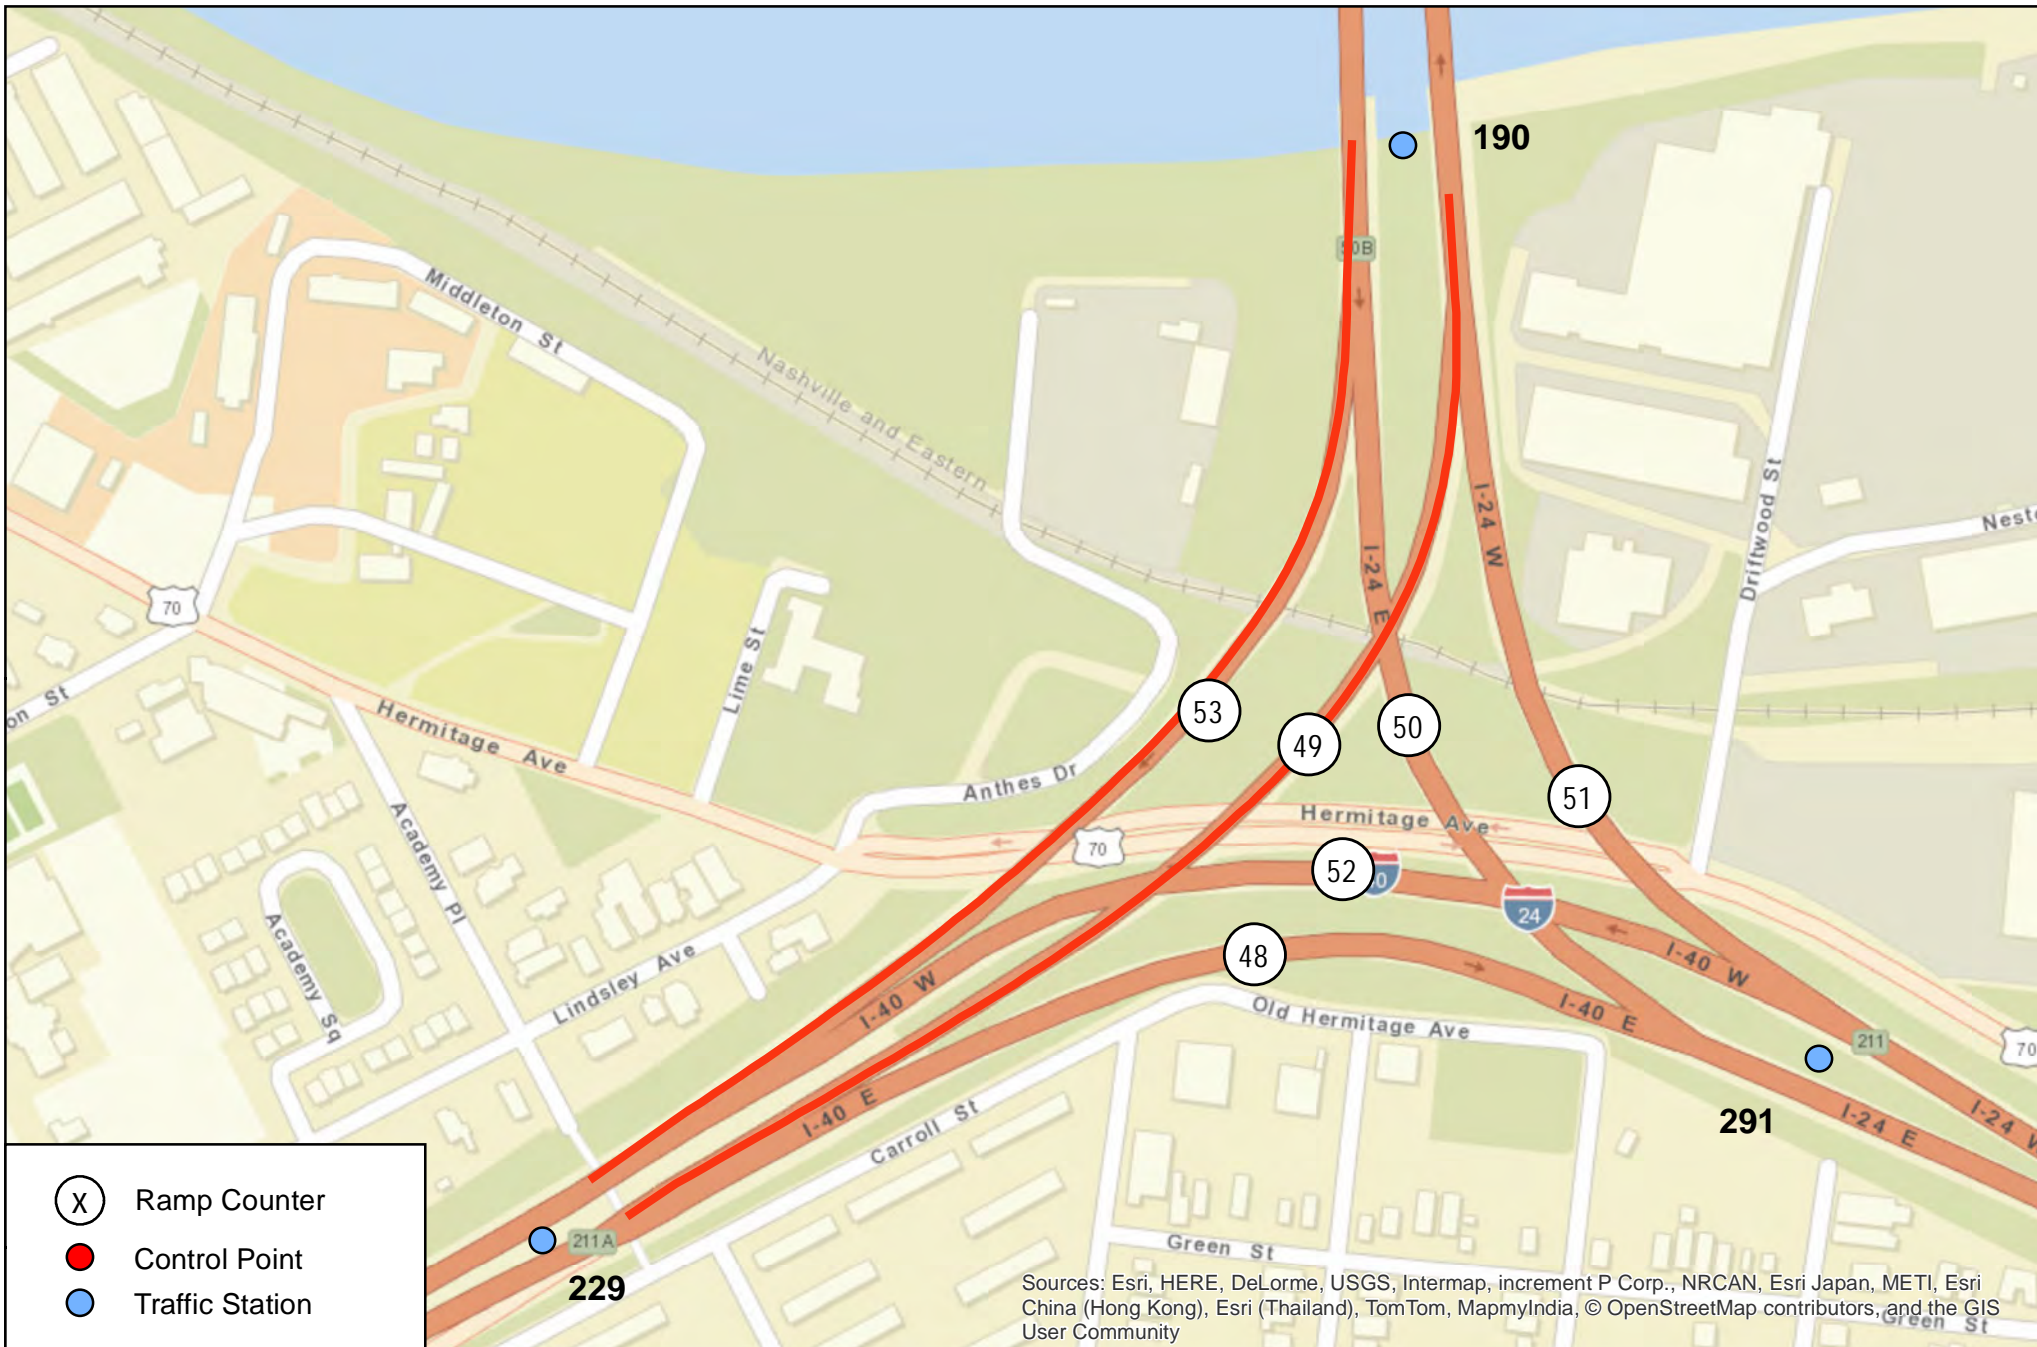 190
50B
Middleton St
Nashville and Eastern
I-24 W
Driftwood St
Nest
I-24 E
70
Lime St
on St
Hermitage Ave
53
49
50
51
Anthes Dr
Hermitage Ave
70
52
24
Academy Pl
48
I-40 W
Academy Sq
Lindsley Ave
I-40 W
I-40 E
Old Hermitage Ave
211
70
I-40 E
Carroll St
291
I-24 E
I-24 W
X Ramp Counter
Control Point
Traffic Station
211A
229
Green St
Sources: Esri, HERE, DeLorme, USGS, Intermap, increment P Corp., NRCAN, Esri Japan, METI, Esri
China (Hong Kong), Esri (Thailand), TomTom, MapmyIndia, © OpenStreetMap contributors, and the GIS
User Community
Green St